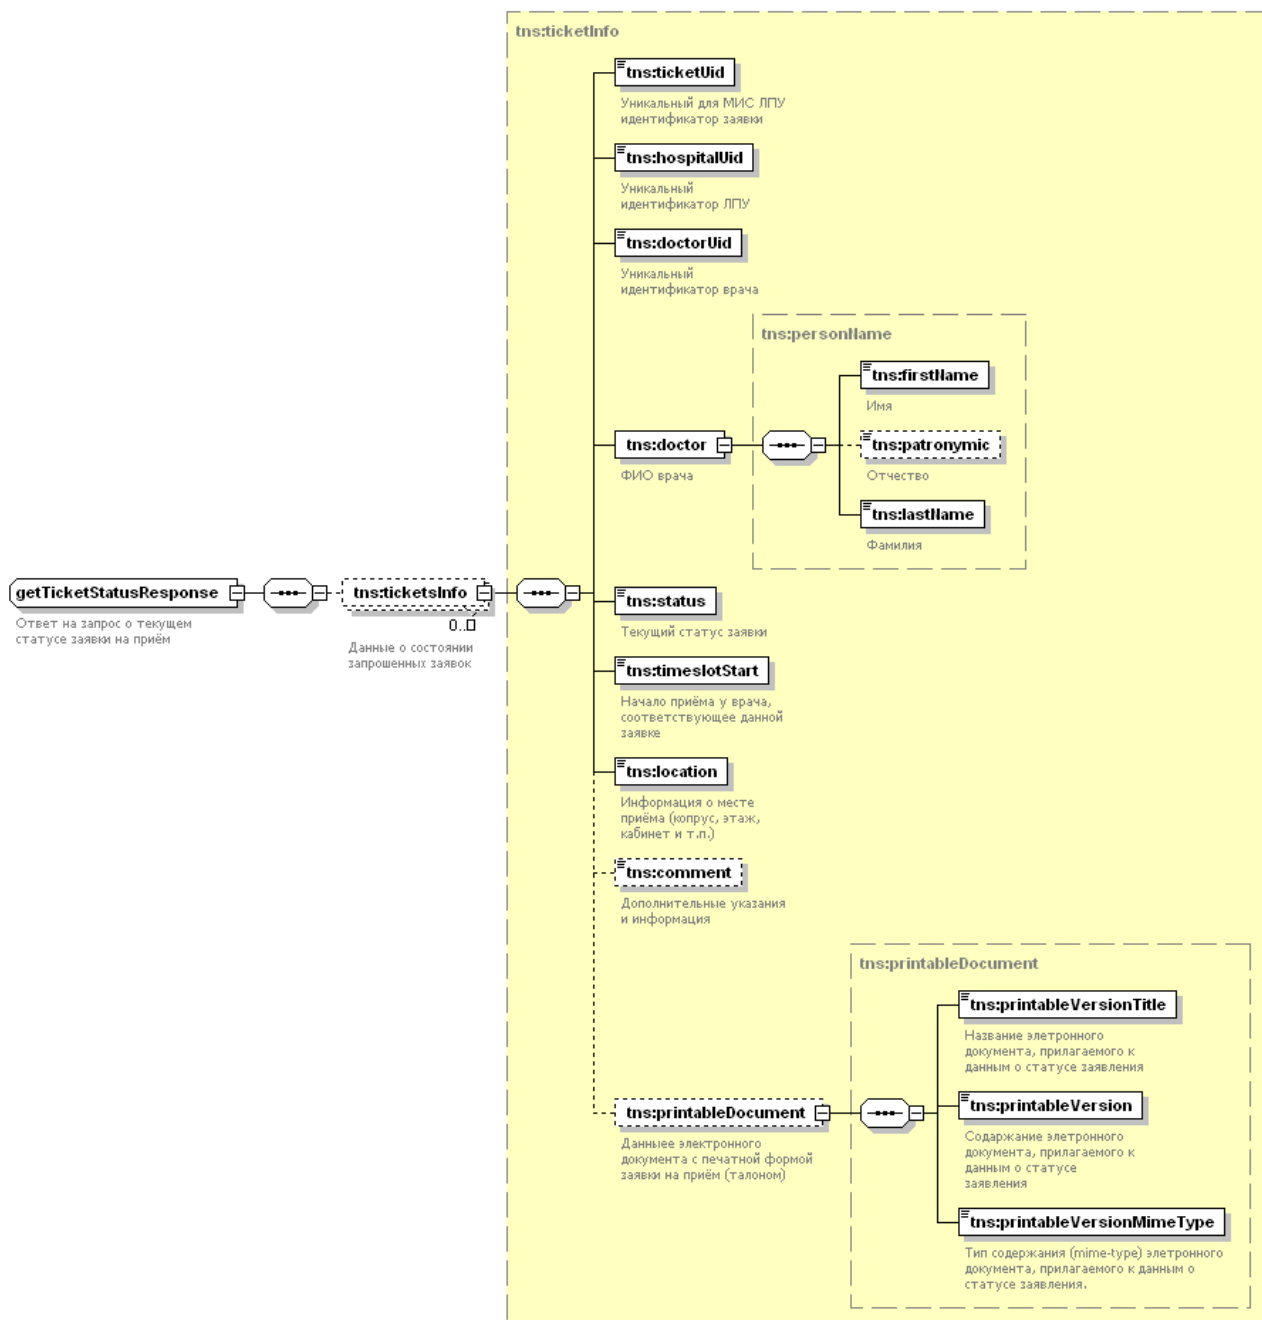 tns:ticketInfo
tns:ticketUid
Уникальный для МИС ЛПУ
идентификатор заявки
tns:hospitalUid
Уникальный
идентификатор ЛПУ
tns:doctorUid
Уникальный
идентификатор врача
tns:personName
tns:firstName
Имя
tns:doctor
ФИО врача
tns:patronymic
Отчество
tns:lastName
Фамилия
getTicketStatusResponse
Ответ на запрос о текущем
статусе заявки на приём
tns:ticketsInfo
0..
Данные о состоянии
запрошенных заявок
tns:status
Текущий статус заявки
tns:timeslotStart
Начало приёма у врача,
соответствующее данной
заявке
tns:location
Информация о месте
приёма (копрус, этаж,
кабинет и т.п.)
tns:comment
Дополнительные указания
и информация
tns:printableDocument
tns:printableVersionTitle
Название элетронного
документа, прилагаемого к
данным о статусе заявления
tns:printableDocument
Данныее электронного
документа с печатной формой
заявки на приём (талоном)
tns:printableVersion
Содаржание элетронного
документа, прилагаемого к
данным о статусе
заявления
tns:printableVersionMimeType
Тип содержания (mime-type) элетронного
документа, прилагаемого к данным о
статусе заявления.